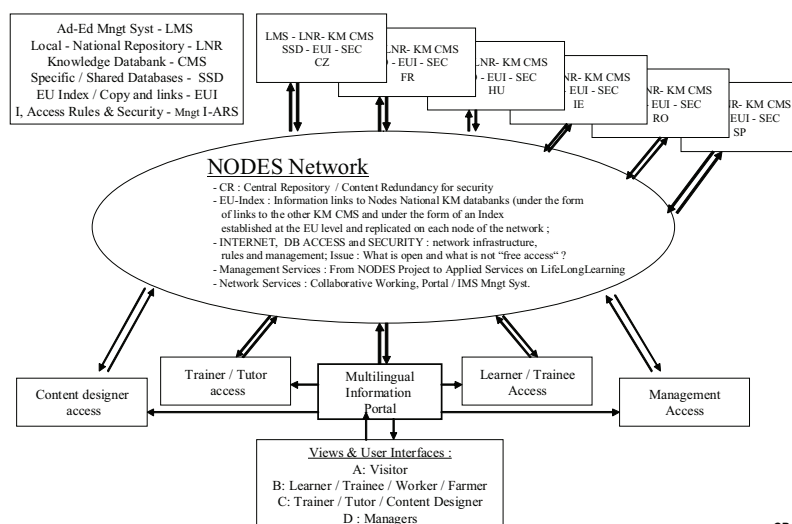 Ad-Ed Mngt Syst - LMS
Local - National Repository - LNR
Knowledge Databank - CMS
Specific / Shared Databases - SSD
EU Index / Copy and links - EUI
I, Access Rules & Security - Mngt I-ARS
LMS - LNR- KM CMS
SSD - EUI - SEC
CZ
LNR- KM CMS
- EUI - SEC
FR
LNR- KM CMS
- EUI - SEC
HU
NR- KM CMS
- EUI - SEC
IE
NR- KM CMS
- EUI - SEC
RO
NR- KM CMS
EUI - SEC
SP
NODES Network
- CR : Central Repository / Content Redundancy for security
- EU-Index : Information links to Nodes National KM databanks (under the form
of links to the other KM CMS and under the form of an Index
established at the EU level and replicated on each node of the network ;
- INTERNET, DB ACCESS and SECURITY : network infrastructure,
rules and management; Issue : What is open and what is not “free access“ ?
- Management Services : From NODES Project to Applied Services on LifeLongLearning
- Network Services : Collaborative Working, Portal / IMS Mngt Syst.
Content designer
access
Trainer / Tutor
access
Multilingual
Information
Portal
Learner / Trainee
Access
Management
Access
Views & User Interfaces :
A: Visitor
B: Learner / Trainee / Worker / Farmer
C: Trainer / Tutor / Content Designer
D : Managers